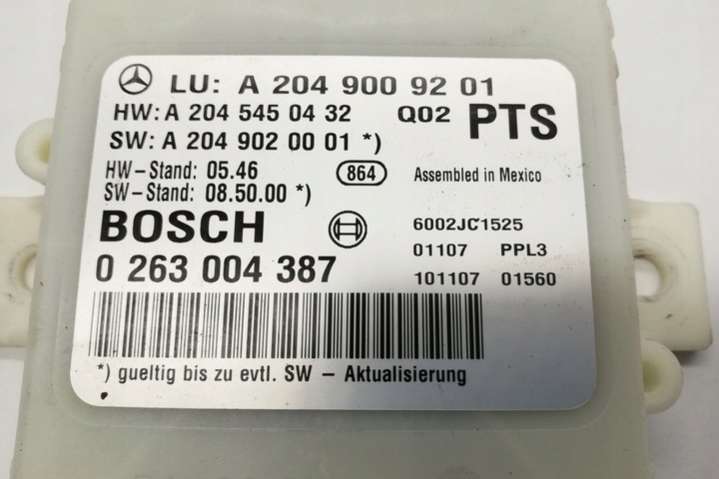 LU: A 204 900 92 01
HW: A 204 545 04 32 Q02 PTS
SW: A 204 902 00 01 *)
HW-Stand: 05.46 864 Assembled in Mexico
SW-Stand: 08.50.00 *)
BOSCH 6002JC1525
01107 PPL3
0 263 004 387 101107 01560
*) gueltig bis zu evtl. SW - Aktualisierung